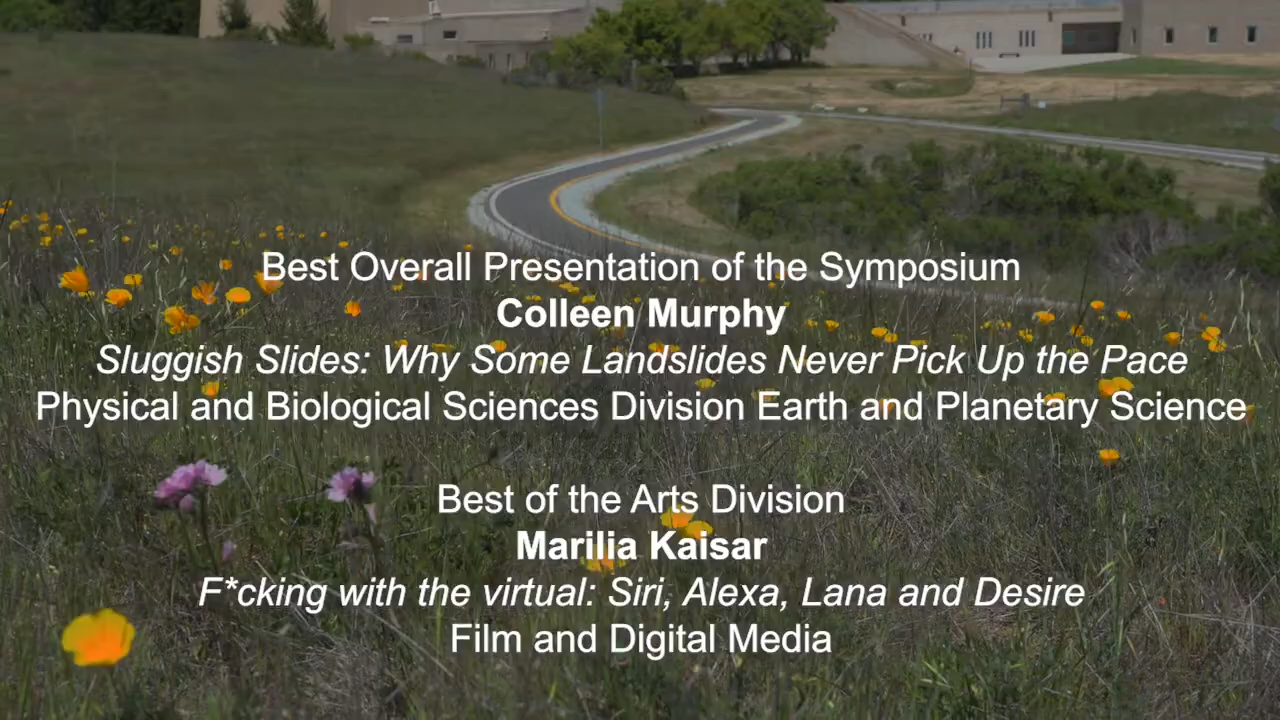 Best Overall Presentation of the Symposium
Colleen Murphy
Sluggish Slides: Why Some Landslides Never Pick Up the Pace
Physical and Biological Sciences Division Earth and Planetary Science
Best of the Arts Division
Marilia Kaisar
F*cking with the virtual: Siri, Alexa, Lana and Desire
Film and Digital Media